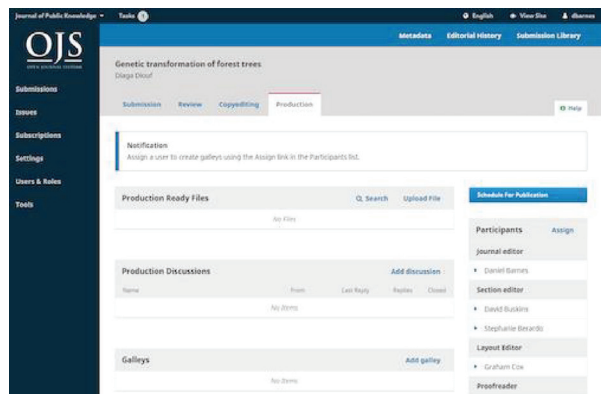 Journal of Public Knowledge
Tasks 1
English
View Site
dbarnes
OJS
OPEN JOURNAL SYSTEMS
Metadata
Editorial History
Submission Library
Genetic transformation of forest trees
Diaga Diouf
Submissions
Issues
Subscriptions
Settings
Users & Roles
Tools
Submission
Review
Copyediting
Production
Help
Notification
Assign a user to create galleys using the Assign link in the Participants list.
Production Ready Files
Search
Upload File
No Files
Production Discussions
Add discussion
Name
From
Last Reply
Replies
Closed
No Items
Galleys
Add galley
No Items
Schedule For Publication
Participants
Assign
Journal editor
Daniel Barnes
Section editor
David Buskins
Stephanie Berardo
Layout Editor
Graham Cox
Proofreader